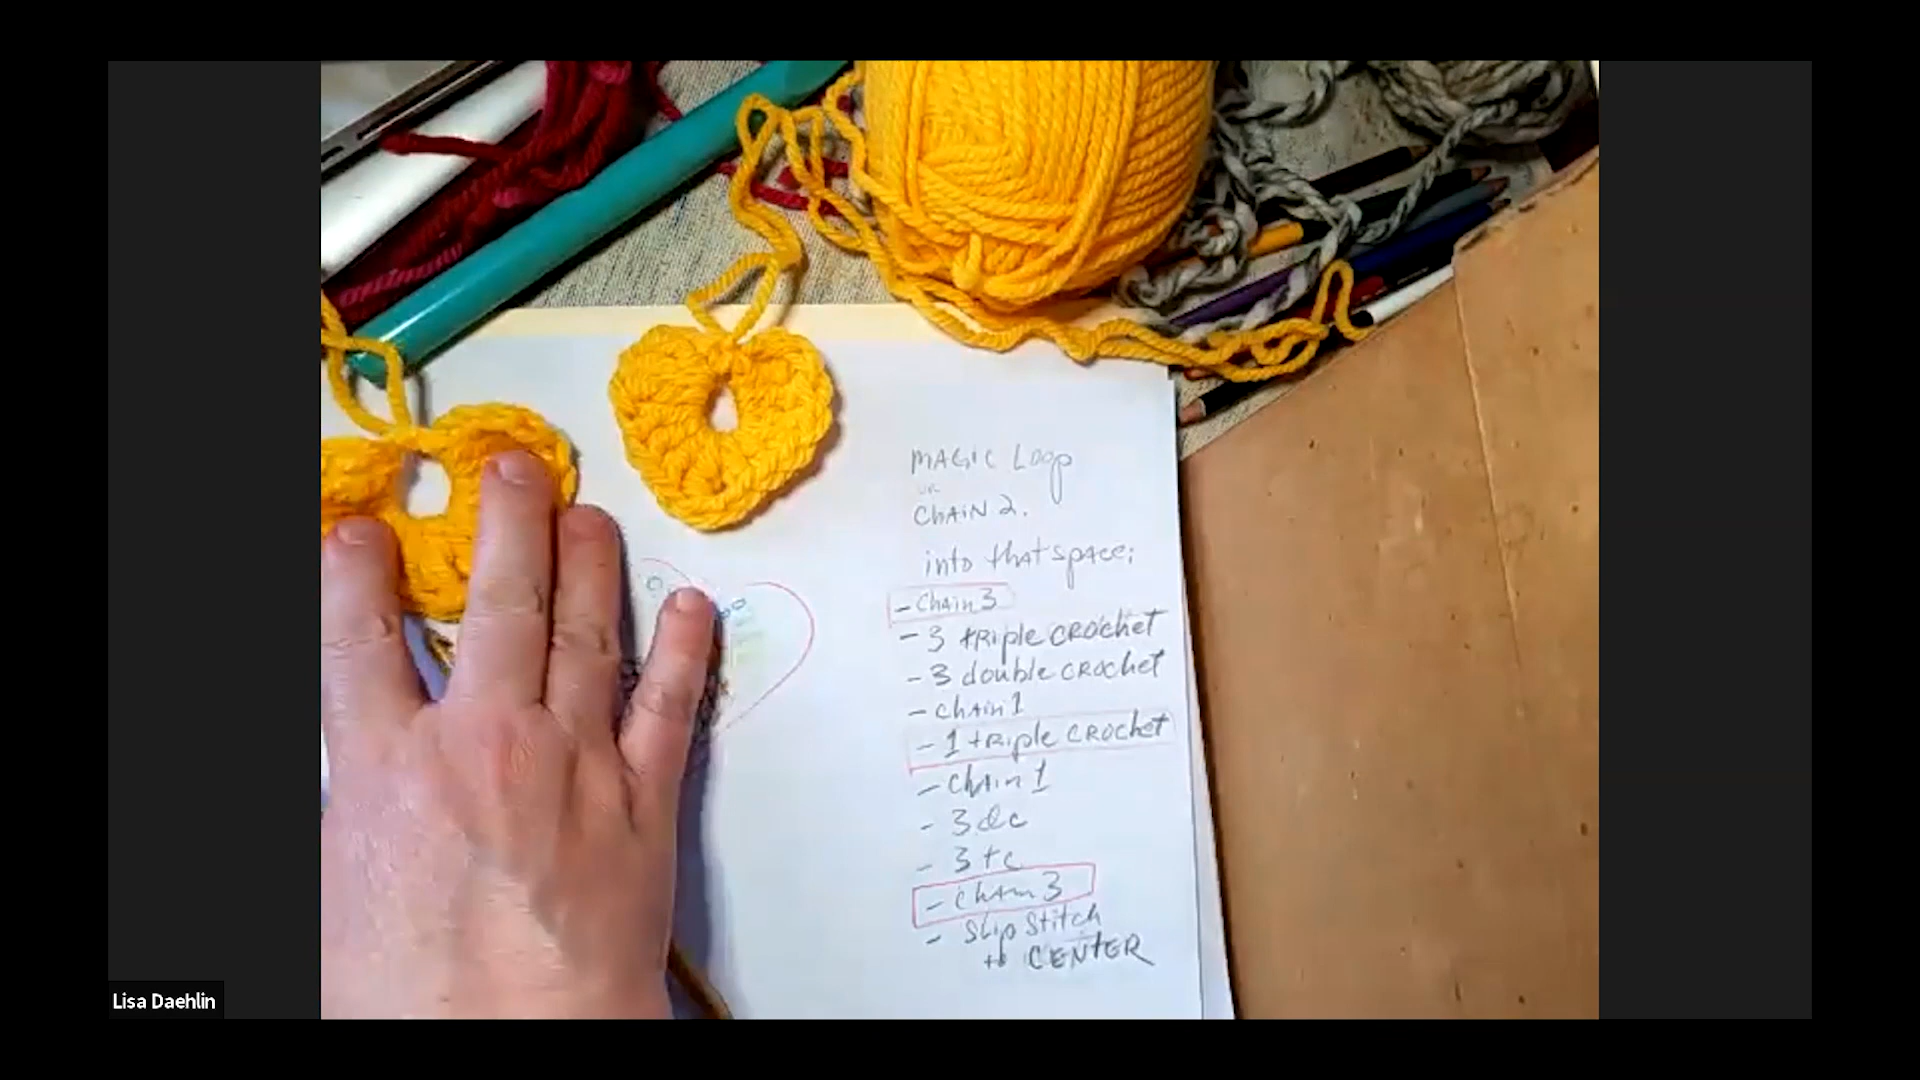 MAGIC LOOP
OR
CHAIN 2.
into that space;
- Chain 3
- 3 tRiple CROCHet
- 3 double CROCHet
- Chain 1
- 1 tRiple CROCHet
- Chain 1
- 3 dc
- 3 tc
- Chain 3
- Slip Stitch
to CENTER
Lisa Daehlin